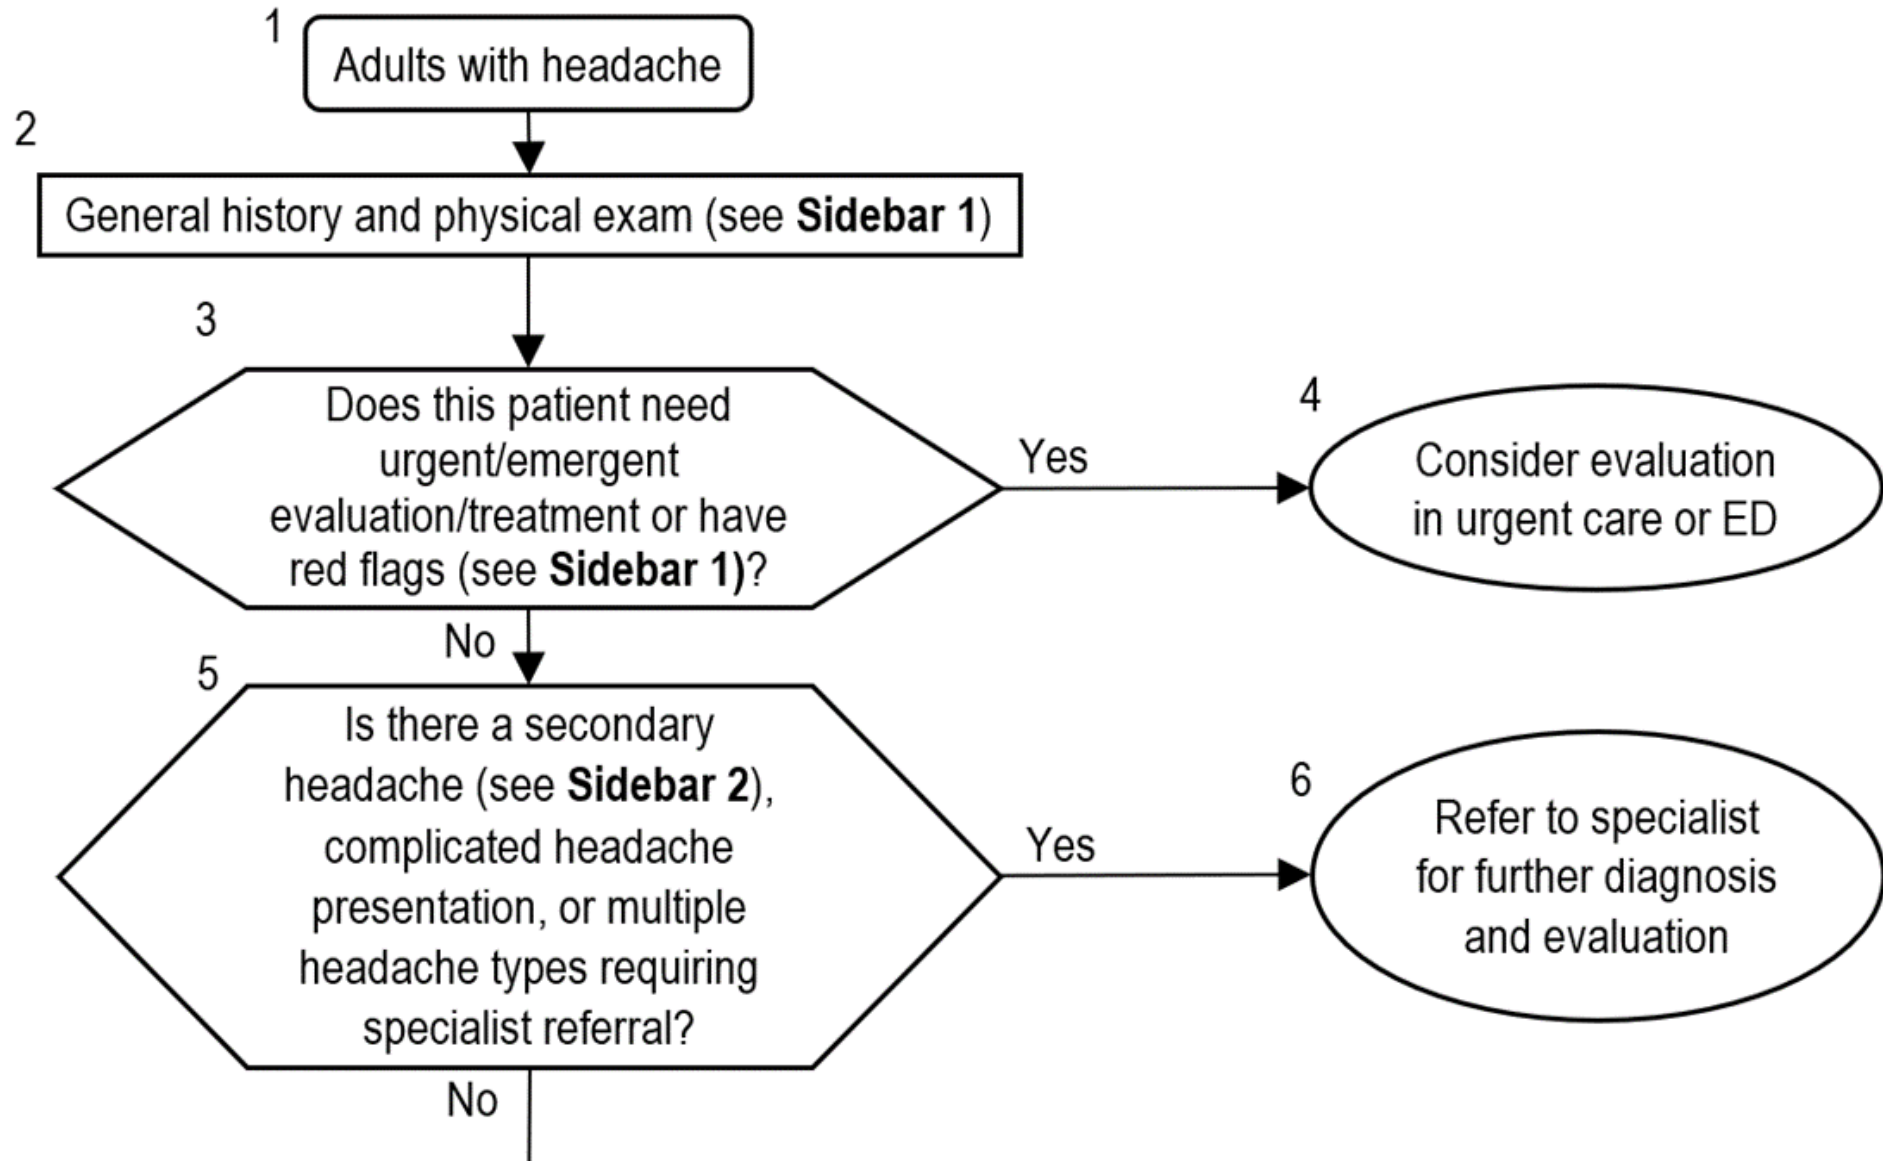 1
Adults with headache
2
General history and physical exam (see Sidebar 1)
3
Does this patient need
urgent/emergent
evaluation/treatment or have
red flags (see Sidebar 1)?
Yes
4
Consider evaluation
in urgent care or ED
No
5
Is there a secondary
headache (see Sidebar 2),
complicated headache
presentation, or multiple
headache types requiring
specialist referral?
Yes
6
Refer to specialist
for further diagnosis
and evaluation
No